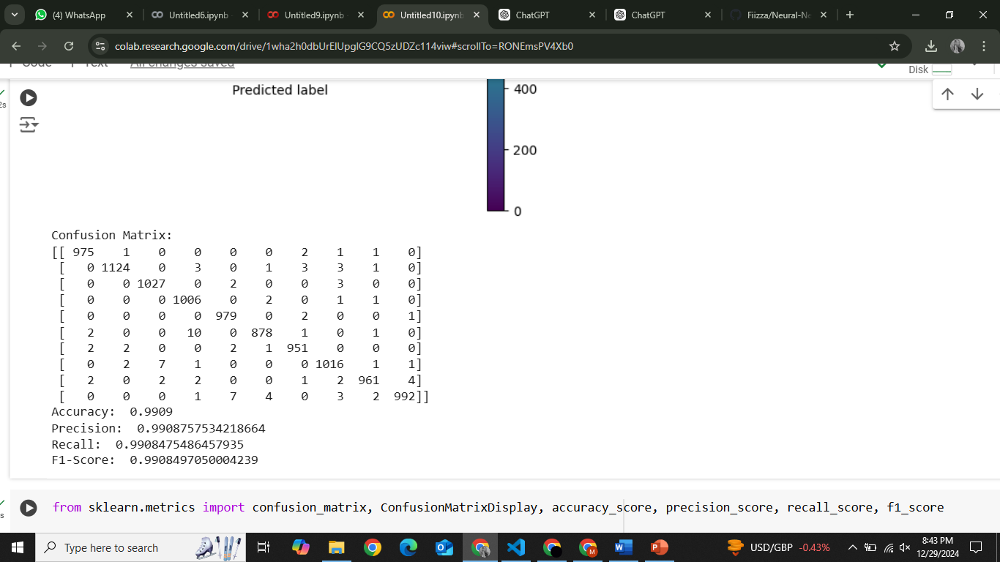 (4) WhatsApp
Untitled6.ipynb
Untitled9.ipynb
Untitled10.ipynb
ChatGPT
ChatGPT
Fiizza/Neural-Ne
colab.research.google.com/drive/1wha2h0dbUrElUpglG9CQ5zUDZc114viw#scrollTo=RONEmsPV4Xb0
+ Code + Text All changes saved
Disk
2s
Predicted label
400
200
0
Confusion Matrix:
[[ 975 1 0 0 0 0 2 1 1 0]
[ 0 1124 0 3 0 1 3 3 1 0]
[ 0 0 1027 0 2 0 0 3 0 0]
[ 0 0 0 1006 0 2 0 1 1 0]
[ 0 0 0 0 979 0 2 0 0 1]
[ 2 0 0 10 0 878 1 0 1 0]
[ 2 2 0 0 2 1 951 0 0 0]
[ 0 2 7 1 0 0 0 1016 1 1]
[ 2 0 2 2 0 0 1 2 961 4]
[ 0 0 0 1 7 4 0 3 2 992]]
Accuracy: 0.9909
Precision: 0.9908757534218664
Recall: 0.9908475486457935
F1-Score: 0.9908497050004239
s
from sklearn.metrics import confusion_matrix, ConfusionMatrixDisplay, accuracy_score, precision_score, recall_score, f1_score
Type here to search
USD/GBP -0.43%
8:43 PM
12/29/2024